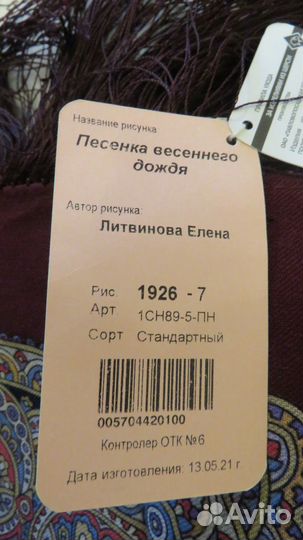 Название рисунка
Песенка весеннего
дождя
Автор рисунка:
Литвинова Елена
Рис. 1926 - 7
Арт. 1СН89-5-ПН
Сорт Стандартный
005704420100
Контролер ОТК №6
Дата изготовления: 13.05.21 г.
Avito